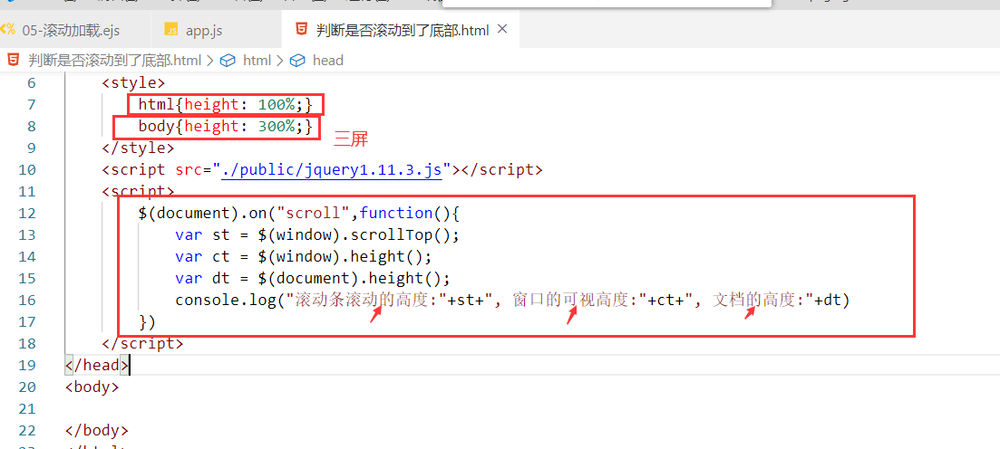 05-滚动加载.ejs
JS app.js
判断是否滚动到了底部.html ×
判断是否滚动到了底部.html > html > head
6 <style>
7 html{height: 100%;}
8 body{height: 300%;}
三屏
9 </style>
10 <script src="./public/jquery1.11.3.js"></script>
11 <script>
12 $(document).on("scroll",function(){
13 var st = $(window).scrollTop();
14 var ct = $(window).height();
15 var dt = $(document).height();
16 console.log("滚动条滚动的高度:"+st+", 窗口的可视高度:"+ct+", 文档的高度:"+dt)
17 })
18 </script>
19 </head>
20 <body>
21
22 </body>